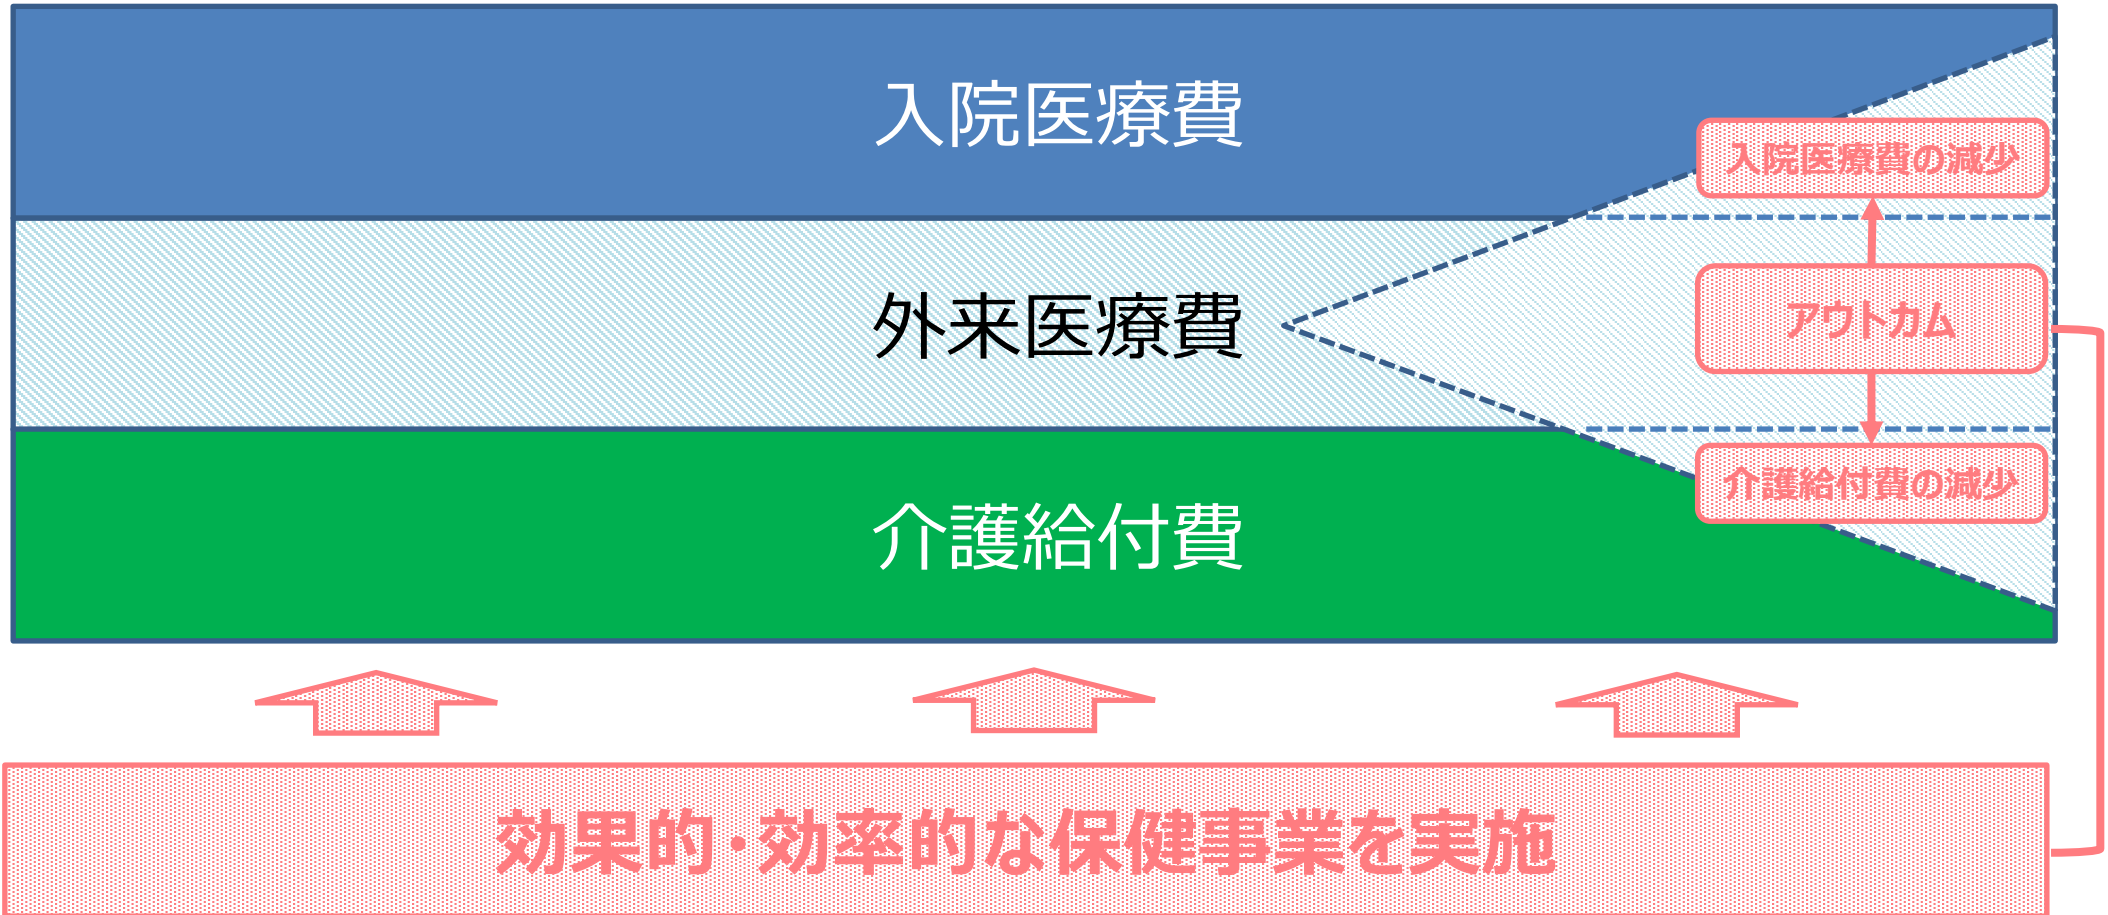 入院医療費
入院医療費の減少
外来医療費
アウトカム
介護給付費の減少
介護給付費
効果的・効率的な保健事業を実施